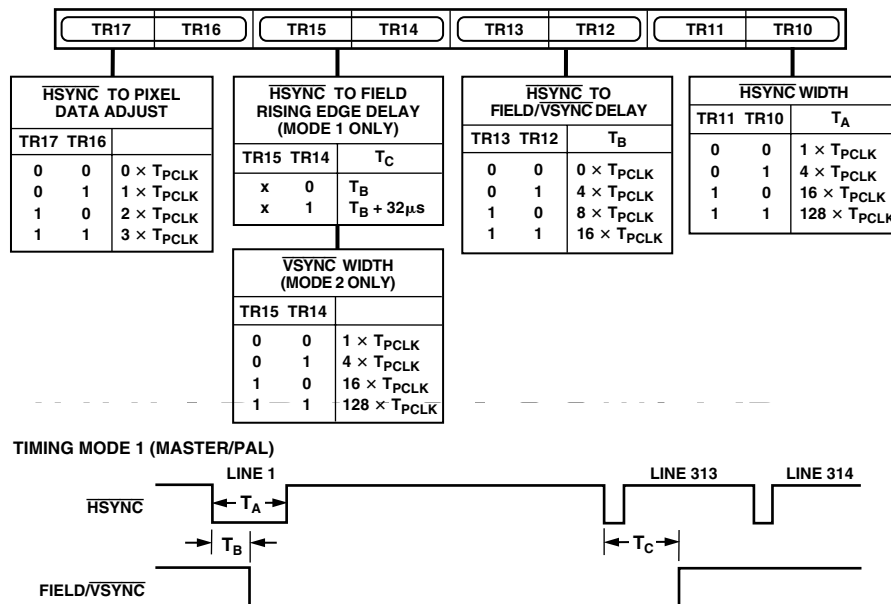 TR17 TR16 TR15 TR14 TR13 TR12 TR11 TR10
HSYNC TO PIXEL
DATA ADJUST
TR17 TR16
0 0 0 × TPCLK
0 1 1 × TPCLK
1 0 2 × TPCLK
1 1 3 × TPCLK
HSYNC TO FIELD
RISING EDGE DELAY
(MODE 1 ONLY)
TR15 TR14 TC
x 0 TB
x 1 TB + 32μs
VSYNC WIDTH
(MODE 2 ONLY)
TR15 TR14
0 0 1 × TPCLK
0 1 4 × TPCLK
1 0 16 × TPCLK
1 1 128 × TPCLK
HSYNC TO
FIELD/VSYNC DELAY
TR13 TR12 TB
0 0 0 × TPCLK
0 1 4 × TPCLK
1 0 8 × TPCLK
1 1 16 × TPCLK
HSYNC WIDTH
TR11 TR10 TA
0 0 1 × TPCLK
0 1 4 × TPCLK
1 0 16 × TPCLK
1 1 128 × TPCLK
TIMING MODE 1 (MASTER/PAL)
LINE 1 LINE 313 LINE 314
HSYNC
TA
TB TC
FIELD/VSYNC